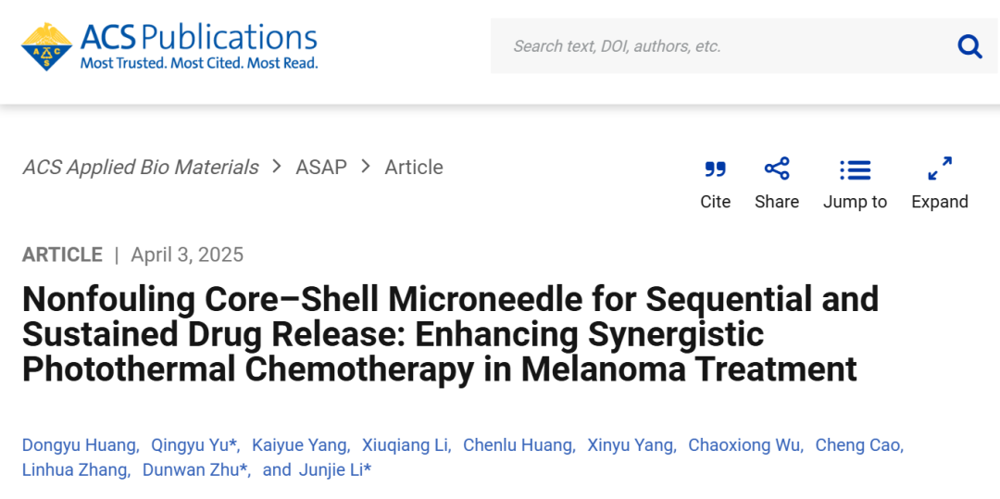 ACS Publications
Most Trusted. Most Cited. Most Read.
A C S
Search text, DOI, authors, etc.
ACS Applied Bio Materials > ASAP > Article
Cite Share Jump to Expand
ARTICLE | April 3, 2025
Nonfouling Core–Shell Microneedle for Sequential and
Sustained Drug Release: Enhancing Synergistic
Photothermal Chemotherapy in Melanoma Treatment
Dongyu Huang, Qingyu Yu*, Kaiyue Yang, Xiuqiang Li, Chenlu Huang, Xinyu Yang, Chaoxiong Wu, Cheng Cao,
Linhua Zhang, Dunwan Zhu*, and Junjie Li*